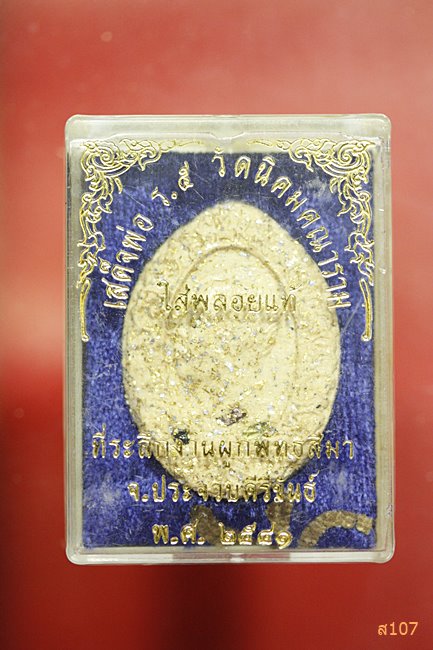 เสด็จพ่อ ร.๕ วัดนิคมคณาราม
ใส่พลอยแท้
ที่ระลึกงานผูกพัทธสีมา
จ.ประจวบคีรีขันธ์
พ.ศ. ๒๕๔๑
ส107